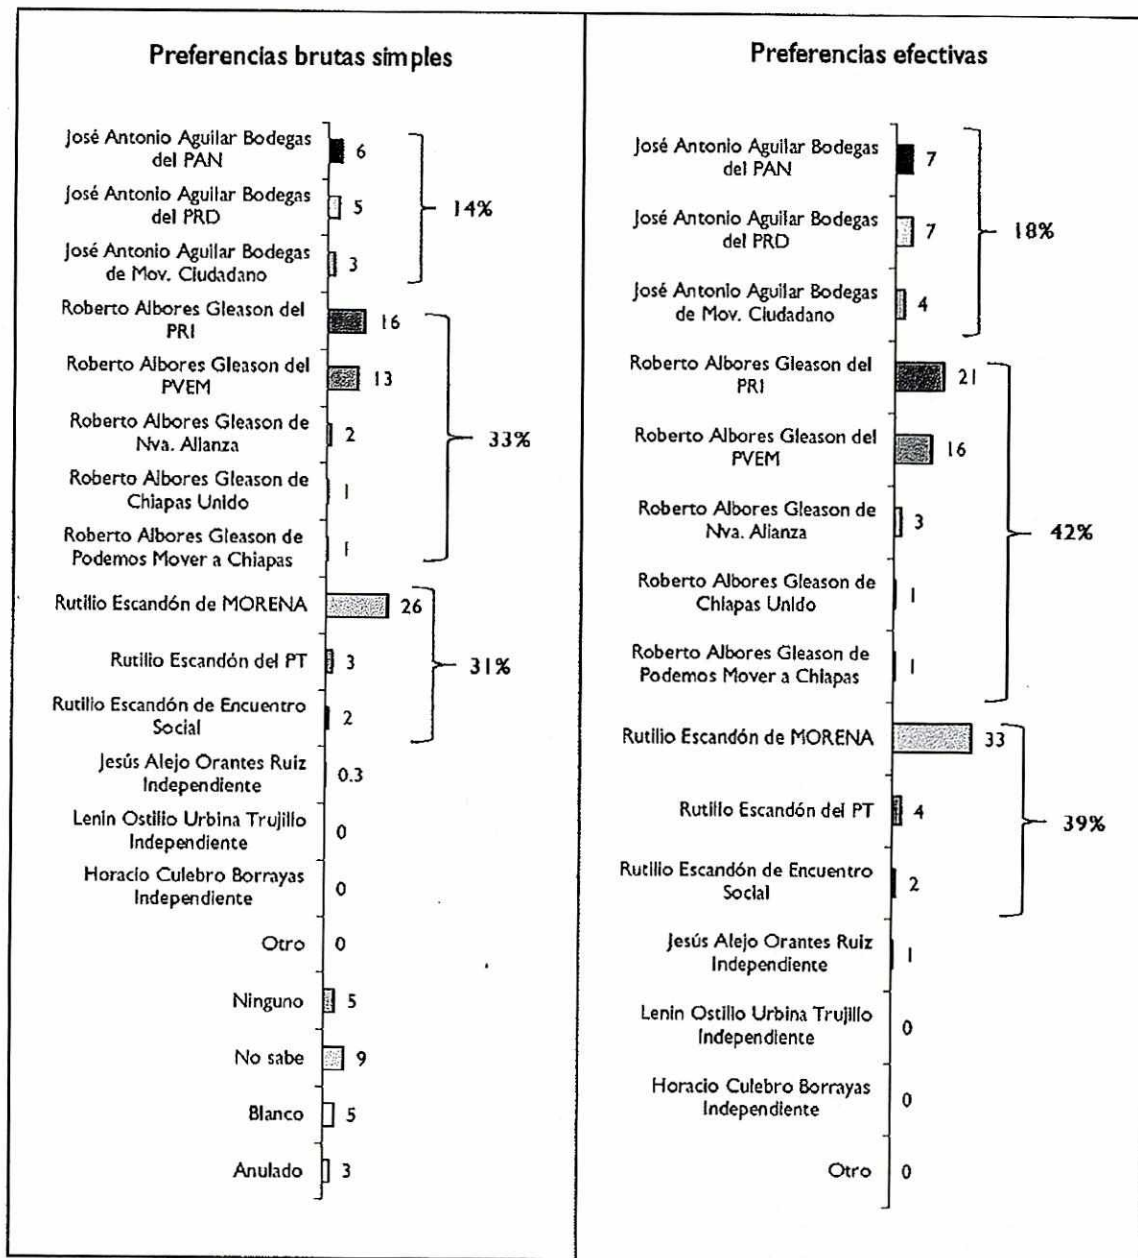 Preferencias brutas simples
José Antonio Aguilar Bodegas
del PAN
6
José Antonio Aguilar Bodegas
del PRD
5
14%
José Antonio Aguilar Bodegas
de Mov. Ciudadano
3
Roberto Albores Gleason del
PRI
16
Roberto Albores Gleason del
PVEM
13
Roberto Albores Gleason de
Nva. Alianza
2
33%
Roberto Albores Gleason de
Chiapas Unido
1
Roberto Albores Gleason de
Podemos Mover a Chiapas
1
Rutilio Escandón de MORENA
26
Rutilio Escandón del PT
3
31%
Rutilio Escandón de Encuentro
Social
2
Jesús Alejo Orantes Ruiz
Independiente
0.3
Lenin Ostilio Urbina Trujillo
Independiente
0
Horacio Culebro Borrayas
Independiente
0
Otro
0
Ninguno
5
No sabe
9
Blanco
5
Anulado
3
Preferencias efectivas
José Antonio Aguilar Bodegas
del PAN
7
José Antonio Aguilar Bodegas
del PRD
7
18%
José Antonio Aguilar Bodegas
de Mov. Ciudadano
4
Roberto Albores Gleason del
PRI
21
Roberto Albores Gleason del
PVEM
16
Roberto Albores Gleason de
Nva. Alianza
3
42%
Roberto Albores Gleason de
Chiapas Unido
1
Roberto Albores Gleason de
Podemos Mover a Chiapas
1
Rutilio Escandón de MORENA
33
Rutilio Escandón del PT
4
39%
Rutilio Escandón de Encuentro
Social
2
Jesús Alejo Orantes Ruiz
Independiente
1
Lenin Ostilio Urbina Trujillo
Independiente
0
Horacio Culebro Borrayas
Independiente
0
Otro
0